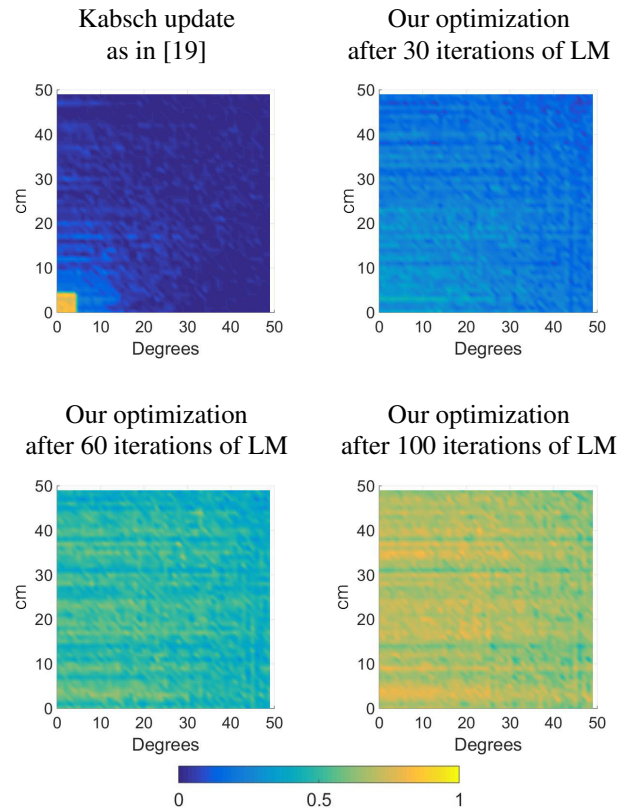 Kabsch update
as in [19]
Our optimization
after 30 iterations of LM
50
40
30
20
10
0
cm
0 10 20 30 40 50
Degrees
50
40
30
20
10
0
cm
0 10 20 30 40 50
Degrees
Our optimization
after 60 iterations of LM
Our optimization
after 100 iterations of LM
50
40
30
20
10
0
cm
0 10 20 30 40 50
Degrees
50
40
30
20
10
0
cm
0 10 20 30 40 50
Degrees
0 0.5 1